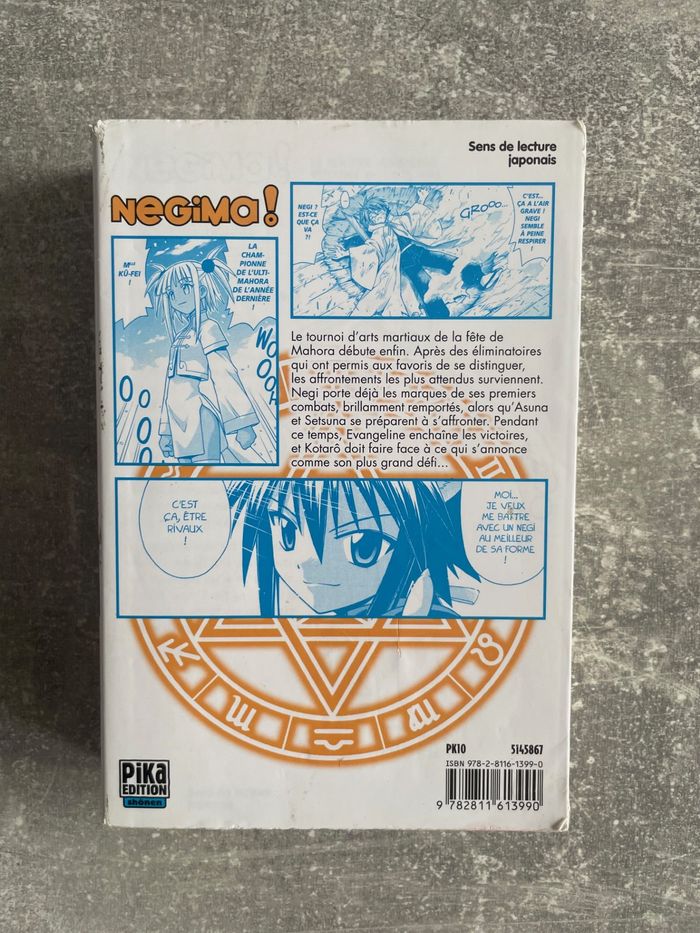 Sens de lecture
japonais
NEGIMA!
NEGI ?
EST-CE
QUE ÇA
VA
?!
GROOO...
C'EST...
ÇA A L'AIR
GRAVE !
NEGI
SEMBLE
À PEINE
RESPIRER !
Mlle
KÛ-FEI
!
LA
CHAM-
PIONNE
DE L'ULTI-
MAHORA
DE L'ANNÉE
DERNIÈRE !
WOOOOH
OOOOO
Le tournoi d'arts martiaux de la fête de
Mahora débute enfin. Après des éliminatoires
qui ont permis aux favoris de se distinguer,
les affrontements les plus attendus surviennent.
Negi porte déjà les marques de ses premiers
combats, brillamment remportés, alors qu'Asuna
et Setsuna se préparent à s'affronter. Pendant
ce temps, Evangeline enchaîne les victoires,
et Kotarô doit faire face à ce qui s'annonce
comme son plus grand défi...
C'EST
ÇA, ÊTRE
RIVAUX
!
MOI...
JE VEUX
ME BATTRE
AVEC UN NEGI
AU MEILLEUR
DE SA FORME
!
PiKa
EDITION
shônen
PK10 5145867
ISBN 978-2-8116-1399-0
9 782811 613990